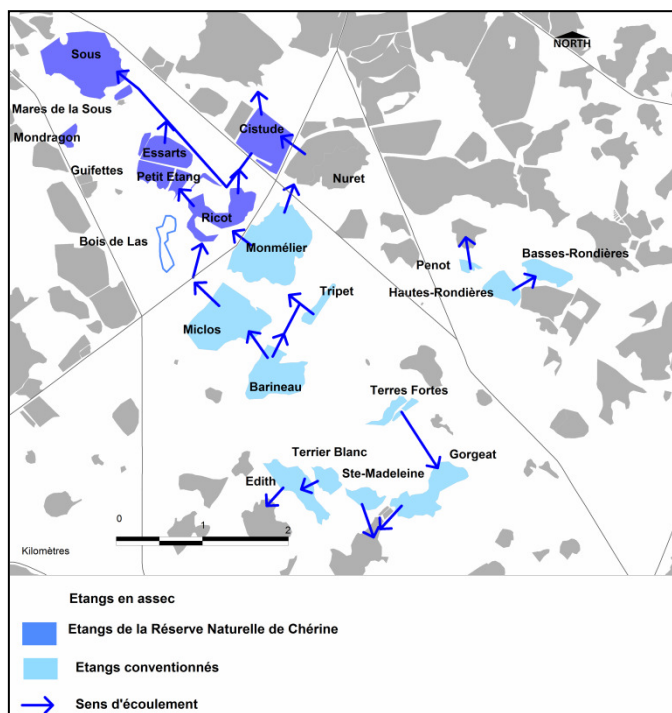 NORTH
Sous
Mares de la Sous
Mondragon
Cistude
Essarts
Guifettes
Petit Etang
Nuret
Ricot
Bois de Las
Monmélier
Penot
Basses-Rondières
Hautes-Rondières
Tripet
Miclos
Barineau
Terres Fortes
Terrier Blanc
Gorgeat
Edith
Ste-Madeleine
0
1
2
Kilomètres
Etangs en assec
Etangs de la Réserve Naturelle de Chérine
Etangs conventionnés
Sens d'écoulement